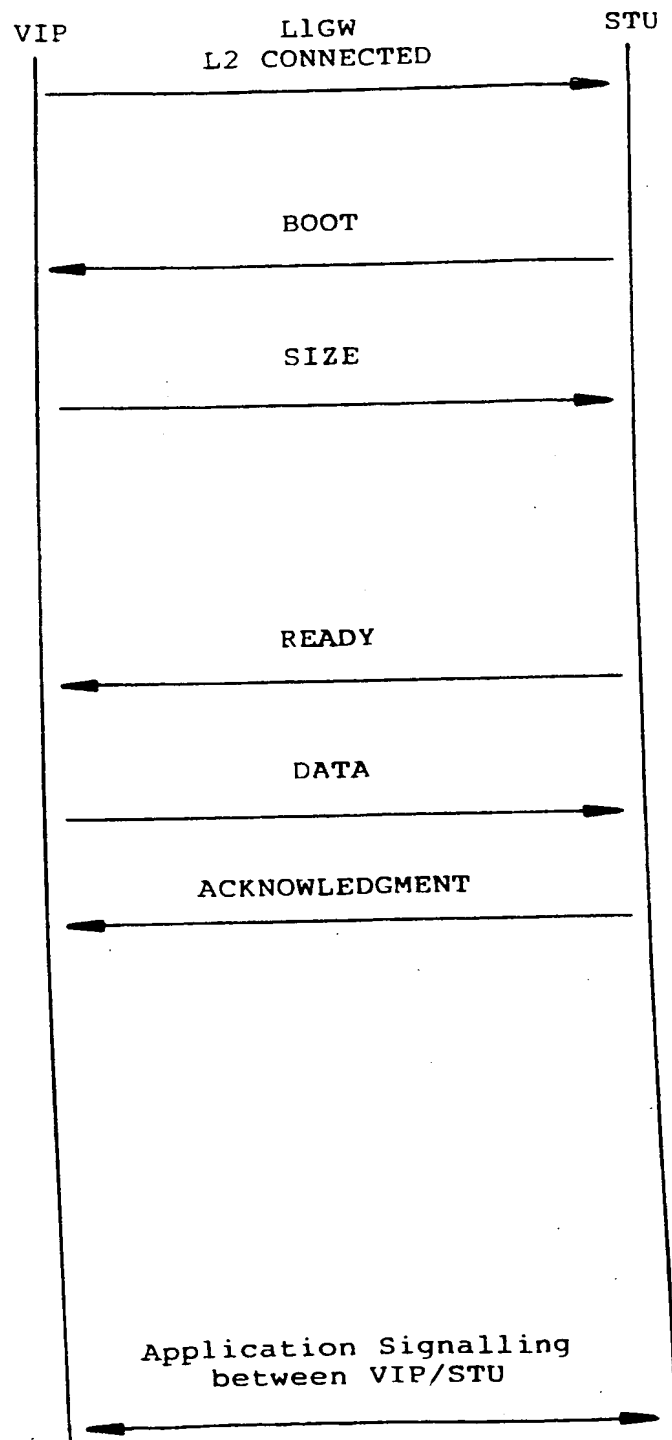 VIP L1GW STU
L2 CONNECTED
BOOT
SIZE
READY
DATA
ACKNOWLEDGMENT
Application Signalling
between VIP/STU